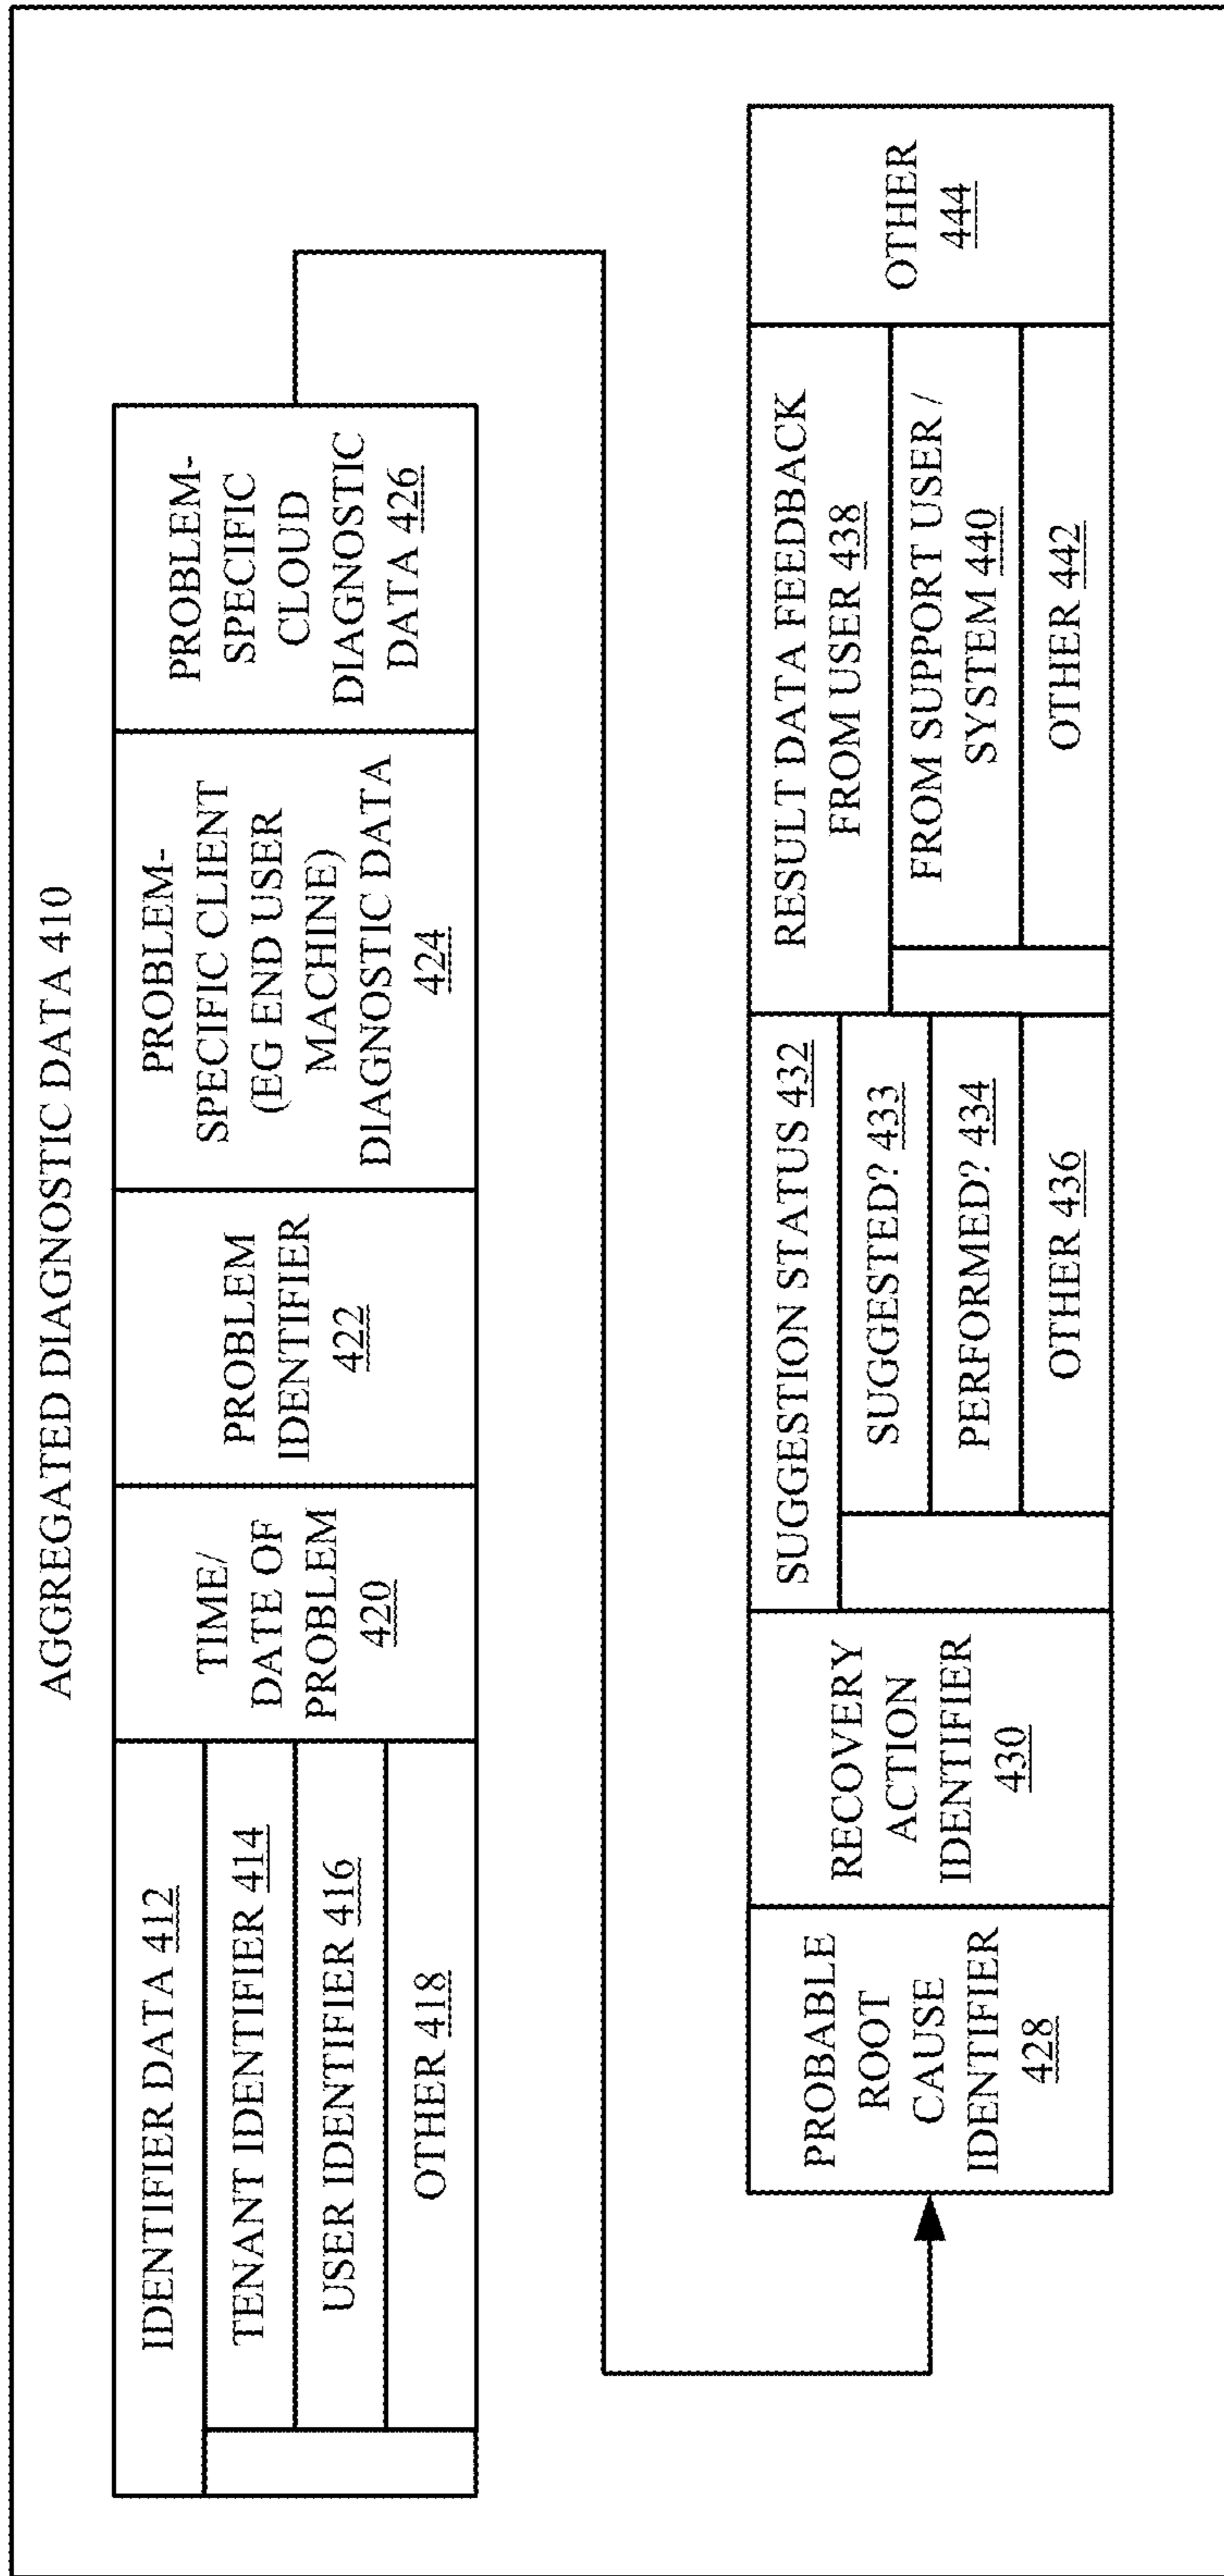 AGGREGATED DIAGNOSTIC DATA 410
IDENTIFIER DATA 412
TENANT IDENTIFIER 414
USER IDENTIFIER 416
OTHER 418
TIME/
DATE OF
PROBLEM
420
PROBLEM
IDENTIFIER
422
PROBLEM-
SPECIFIC CLIENT
(EG END USER
MACHINE)
DIAGNOSTIC DATA
424
PROBLEM-
SPECIFIC
CLOUD
DIAGNOSTIC
DATA 426
PROBABLE
ROOT
CAUSE
IDENTIFIER
428
RECOVERY
ACTION
IDENTIFIER
430
SUGGESTION STATUS 432
SUGGESTED? 433
PERFORMED? 434
OTHER 436
RESULT DATA FEEDBACK
FROM USER 438
FROM SUPPORT USER /
SYSTEM 440
OTHER 442
OTHER
444